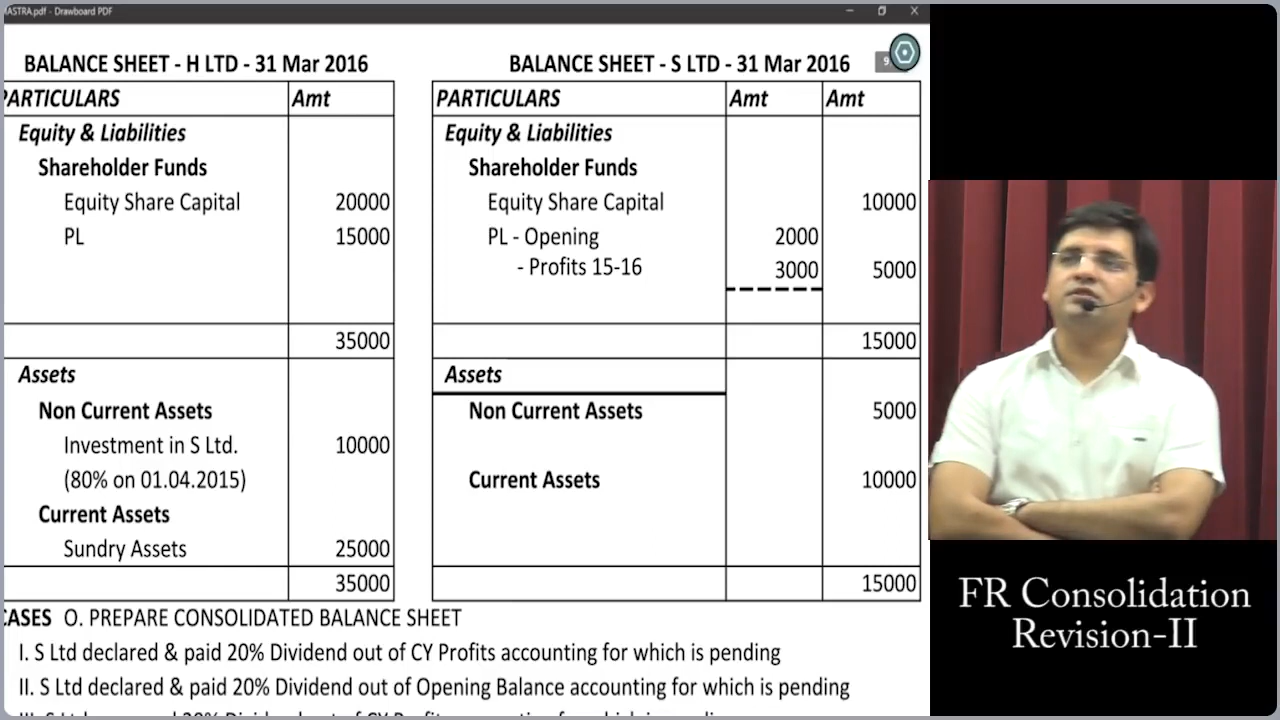 ASTRA.pdf - Drawboard PDF
BALANCE SHEET - H LTD - 31 Mar 2016
PARTICULARS Amt
Equity & Liabilities
Shareholder Funds
Equity Share Capital 20000
PL 15000
35000
Assets
Non Current Assets
Investment in S Ltd. 10000
(80% on 01.04.2015)
Current Assets
Sundry Assets 25000
35000
BALANCE SHEET - S LTD - 31 Mar 2016
9
PARTICULARS Amt Amt
Equity & Liabilities
Shareholder Funds
Equity Share Capital 10000
PL - Opening 2000
- Profits 15-16 3000 5000
15000
Assets
Non Current Assets 5000
Current Assets 10000
15000
CASES O. PREPARE CONSOLIDATED BALANCE SHEET
I. S Ltd declared & paid 20% Dividend out of CY Profits accounting for which is pending
II. S Ltd declared & paid 20% Dividend out of Opening Balance accounting for which is pending
FR Consolidation
Revision-II